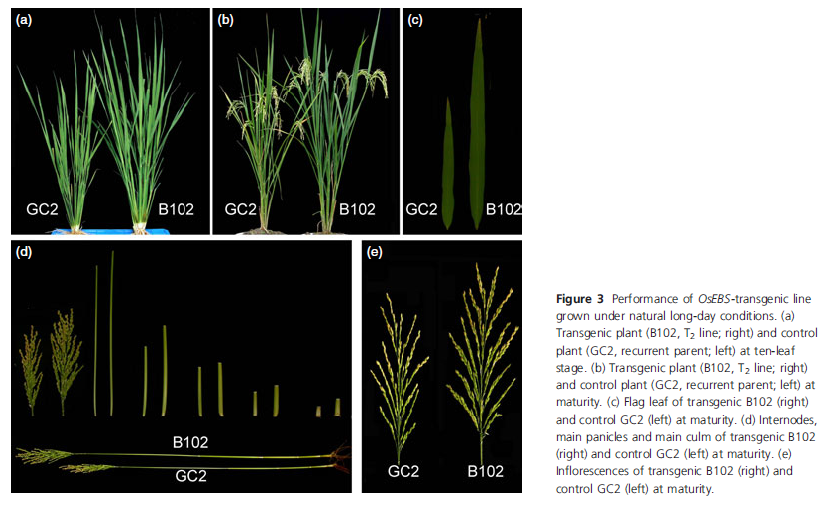 (a)
(b)
(c)
GC2
B102
GC2
B102
GC2
B102
(d)
(e)
B102
GC2
GC2
B102
Figure 3 Performance of OsEBS-transgenic line
grown under natural long-day conditions. (a)
Transgenic plant (B102, T₂ line; right) and control
plant (GC2, recurrent parent; left) at ten-leaf
stage. (b) Transgenic plant (B102, T₂ line; right)
and control plant (GC2, recurrent parent; left) at
maturity. (c) Flag leaf of transgenic B102 (right)
and control GC2 (left) at maturity. (d) Internodes,
main panicles and main culm of transgenic B102
(right) and control GC2 (left) at maturity. (e)
Inflorescences of transgenic B102 (right) and
control GC2 (left) at maturity.